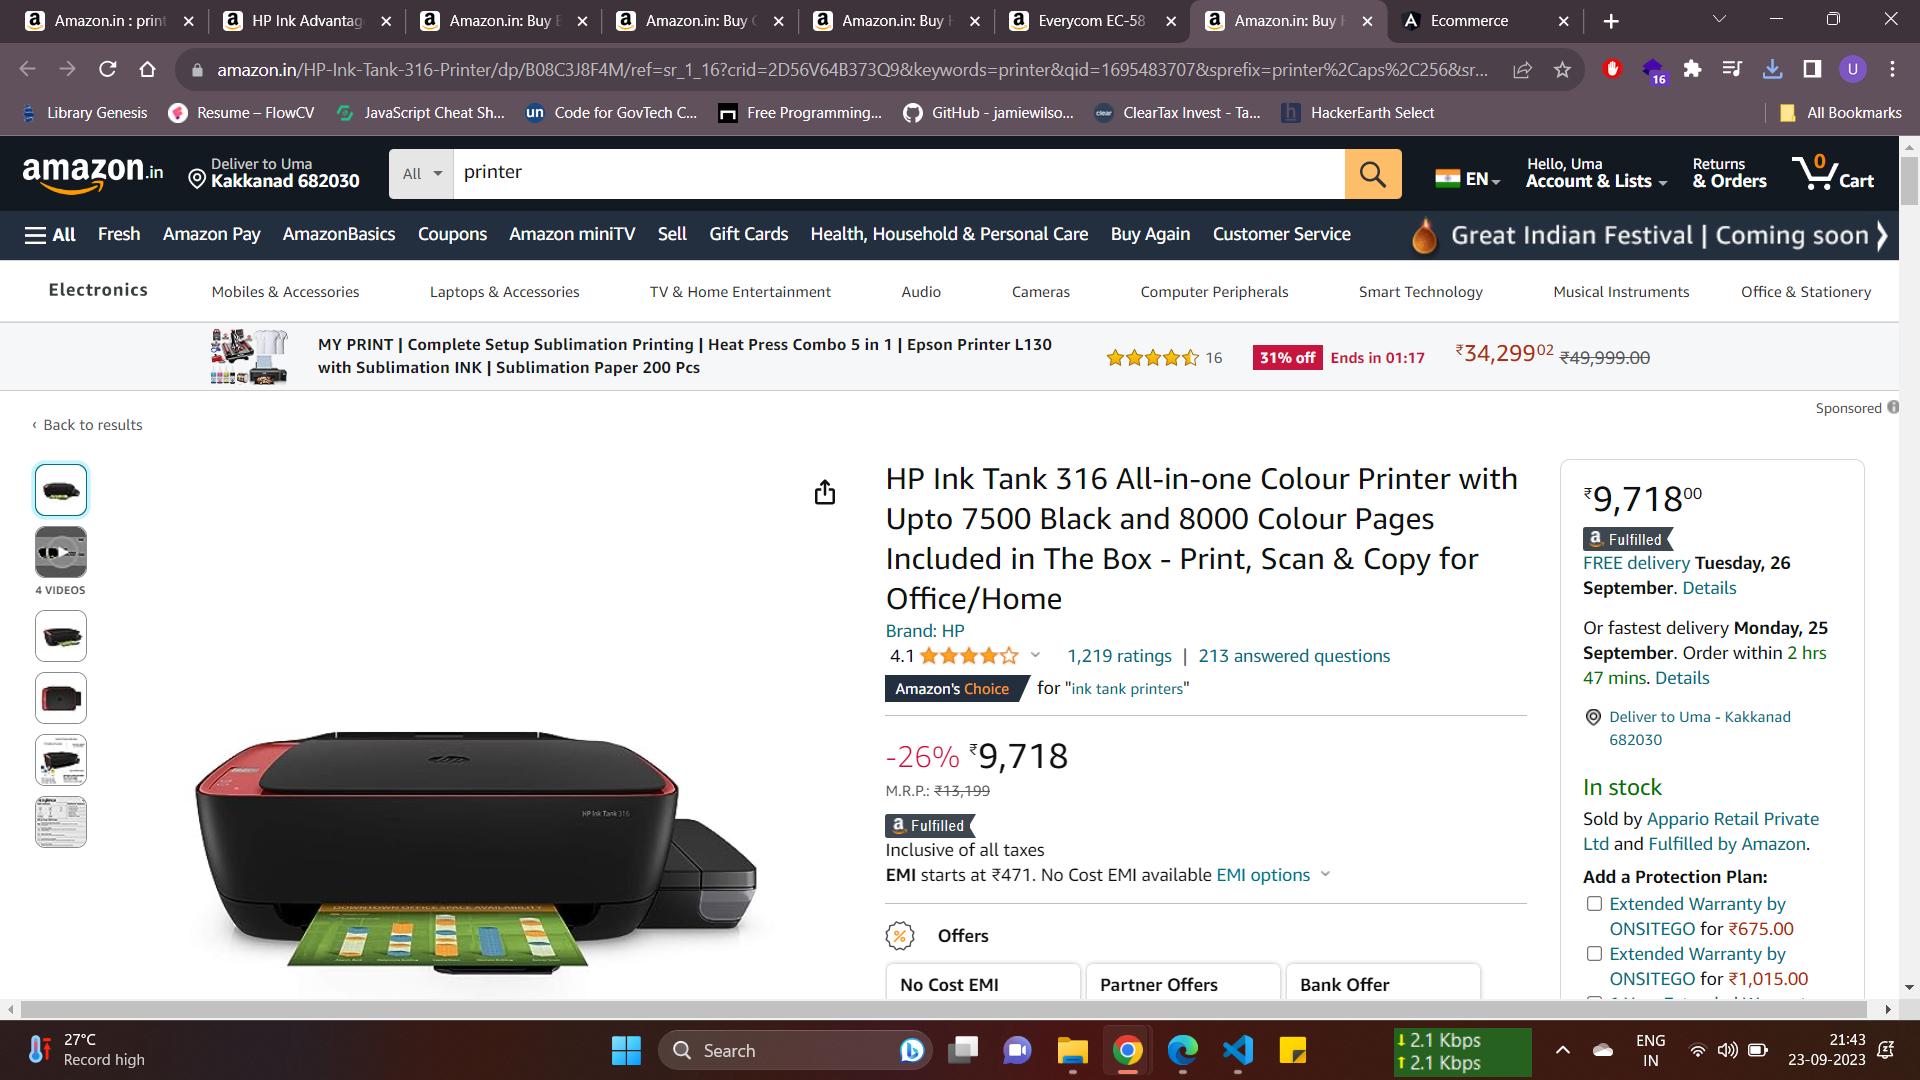 Amazon.in : print
HP Ink Advantag
Amazon.in: Buy E
Amazon.in: Buy
Amazon.in: Buy H
Everycom EC-58
Amazon.in: Buy H
Ecommerce
amazon.in/HP-Ink-Tank-316-Printer/dp/B08C3J8F4M/ref=sr_1_16?crid=2D56V64B373Q9&keywords=printer&qid=1695483707&sprefix=printer%2Caps%2C256&sr...
16
U
Library Genesis
Resume – FlowCV
JavaScript Cheat Sh...
un Code for GovTech C...
Free Programming...
GitHub - jamiewilso...
clear ClearTax Invest - Ta...
h HackerEarth Select
All Bookmarks
amazon.in
Deliver to Uma
Kakkanad 682030
All
printer
EN
Hello, Uma
Account & Lists
Returns
& Orders
0
Cart
All
Fresh
Amazon Pay
AmazonBasics
Coupons
Amazon miniTV
Sell
Gift Cards
Health, Household & Personal Care
Buy Again
Customer Service
Great Indian Festival | Coming soon
Electronics
Mobiles & Accessories
Laptops & Accessories
TV & Home Entertainment
Audio
Cameras
Computer Peripherals
Smart Technology
Musical Instruments
Office & Stationery
MY PRINT | Complete Setup Sublimation Printing | Heat Press Combo 5 in 1 | Epson Printer L130
with Sublimation INK | Sublimation Paper 200 Pcs
16
31% off
Ends in 01:17
₹34,29902
₹49,999.00
Sponsored
‹ Back to results
4 VIDEOS
hp
HP Ink Tank 316
DOWNTOWN OFFICE SPACE AVAILABILITY
HP Ink Tank 316 All-in-one Colour Printer with
Upto 7500 Black and 8000 Colour Pages
Included in The Box - Print, Scan & Copy for
Office/Home
Brand: HP
4.1
1,219 ratings | 213 answered questions
Amazon's Choice for "ink tank printers"
-26% ₹9,718
M.R.P.: ₹13,199
a Fulfilled
Inclusive of all taxes
EMI starts at ₹471. No Cost EMI available EMI options
% Offers
No Cost EMI
Partner Offers
Bank Offer
₹9,71800
a Fulfilled
FREE delivery Tuesday, 26
September. Details
Or fastest delivery Monday, 25
September. Order within 2 hrs
47 mins. Details
Deliver to Uma - Kakkanad
682030
In stock
Sold by Appario Retail Private
Ltd and Fulfilled by Amazon.
Add a Protection Plan:
Extended Warranty by
ONSITEGO for ₹675.00
Extended Warranty by
ONSITEGO for ₹1,015.00
27°C
Record high
Search
↓ 2.1 Kbps
↑ 2.1 Kbps
ENG
IN
21:43
23-09-2023